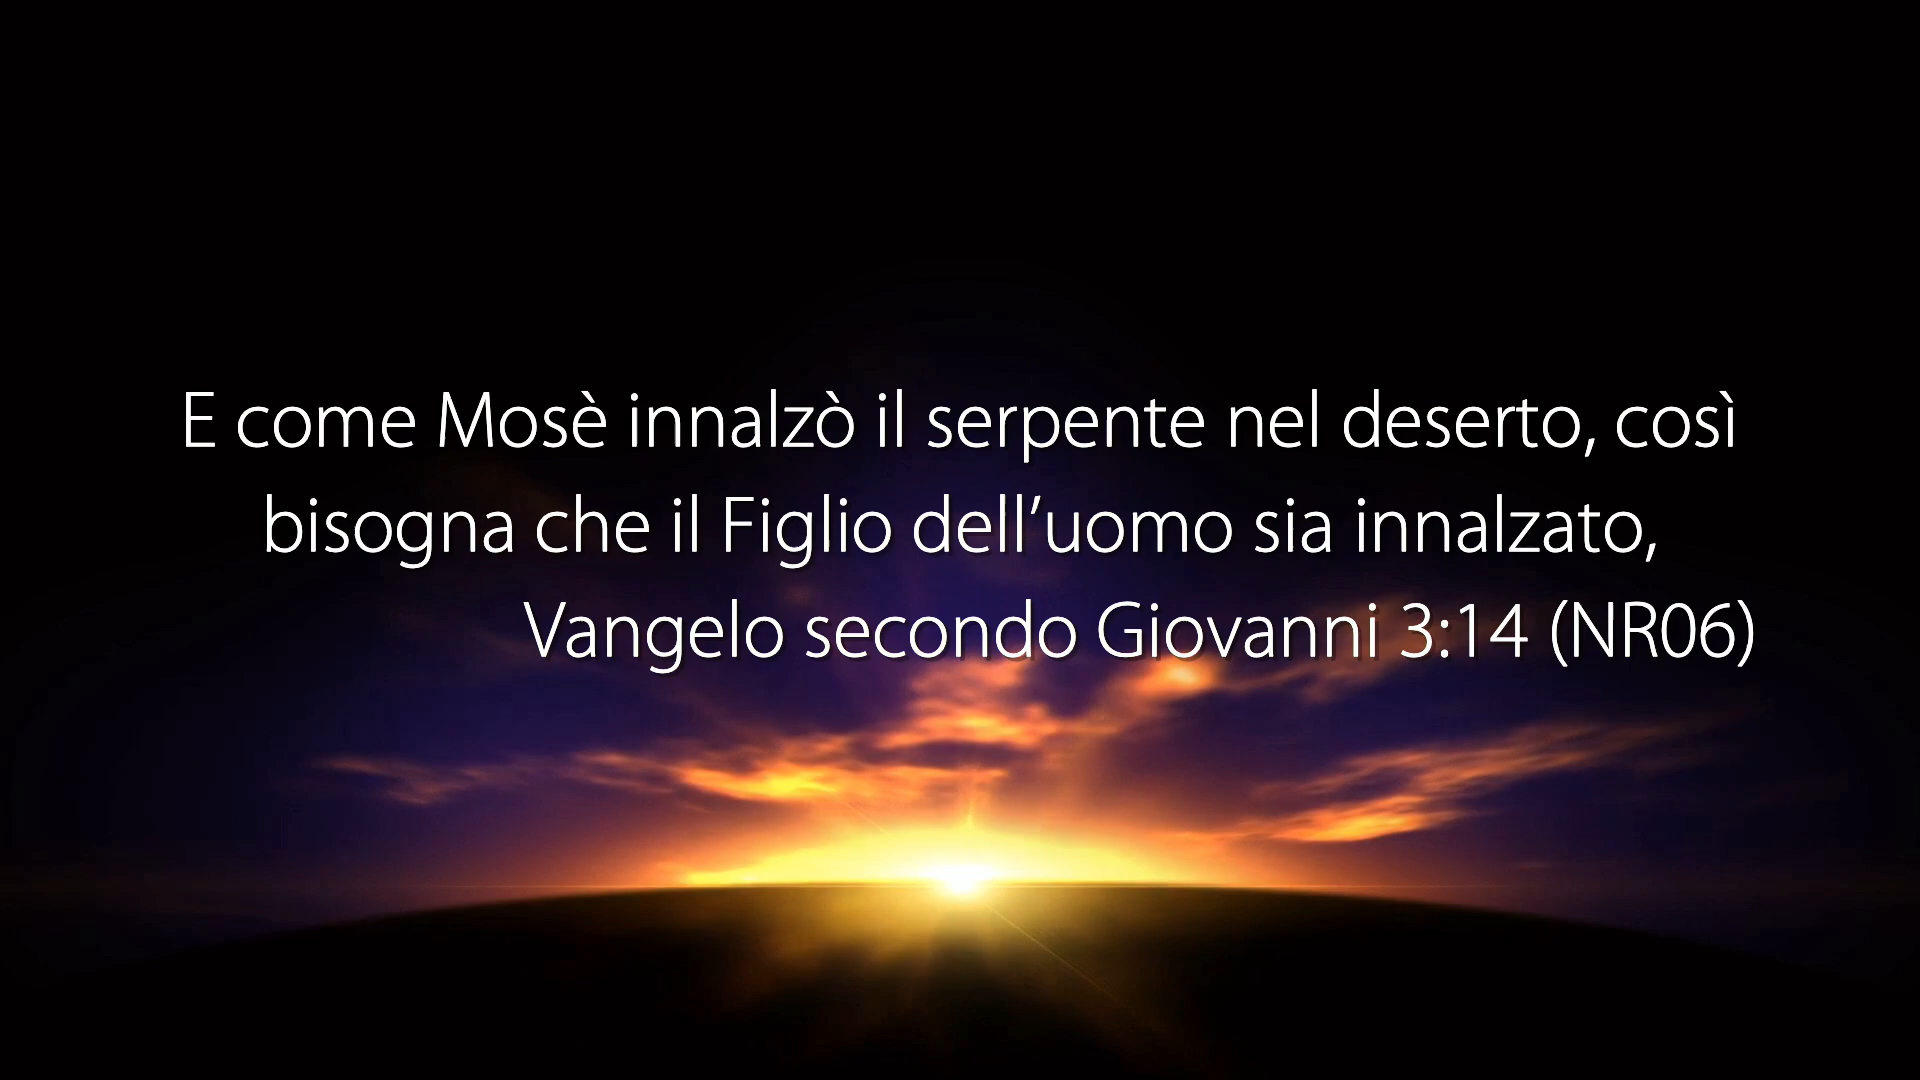 E come Mosè innalzò il serpente nel deserto, così
bisogna che il Figlio dell’uomo sia innalzato,
Vangelo secondo Giovanni 3:14 (NR06)